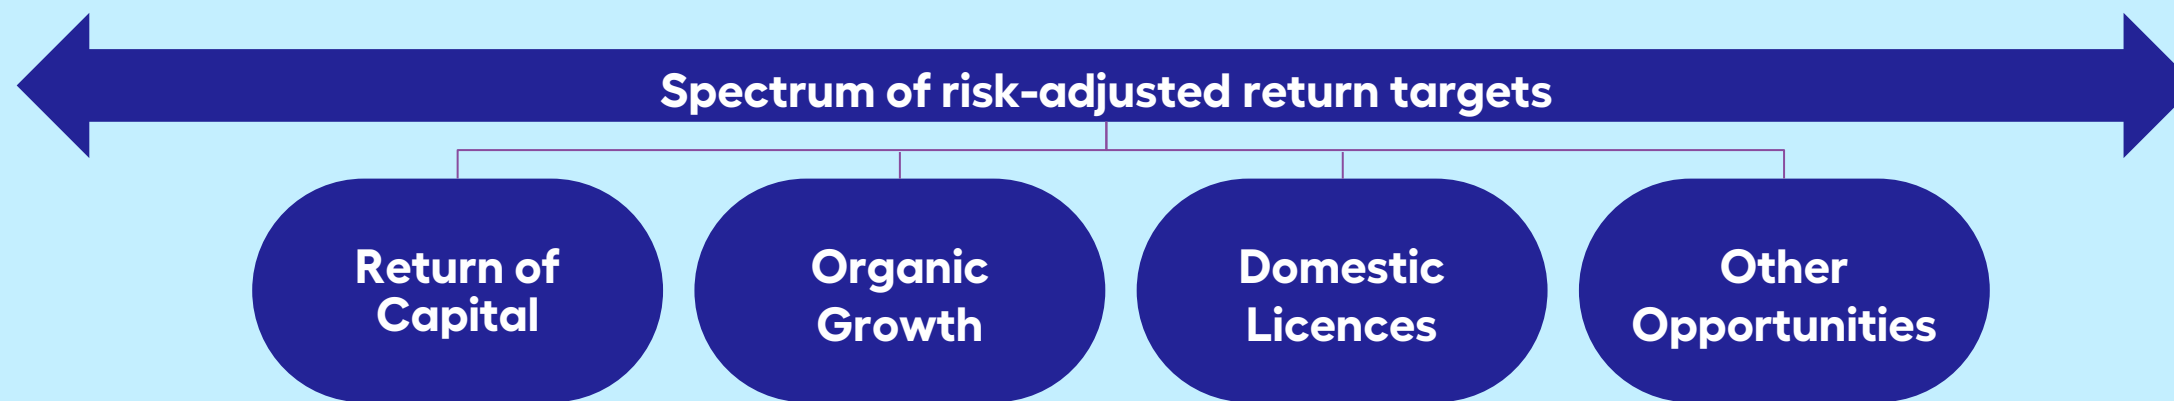 Spectrum of risk-adjusted return targets
Return of
Capital
Organic
Growth
Domestic
Licences
Other
Opportunities